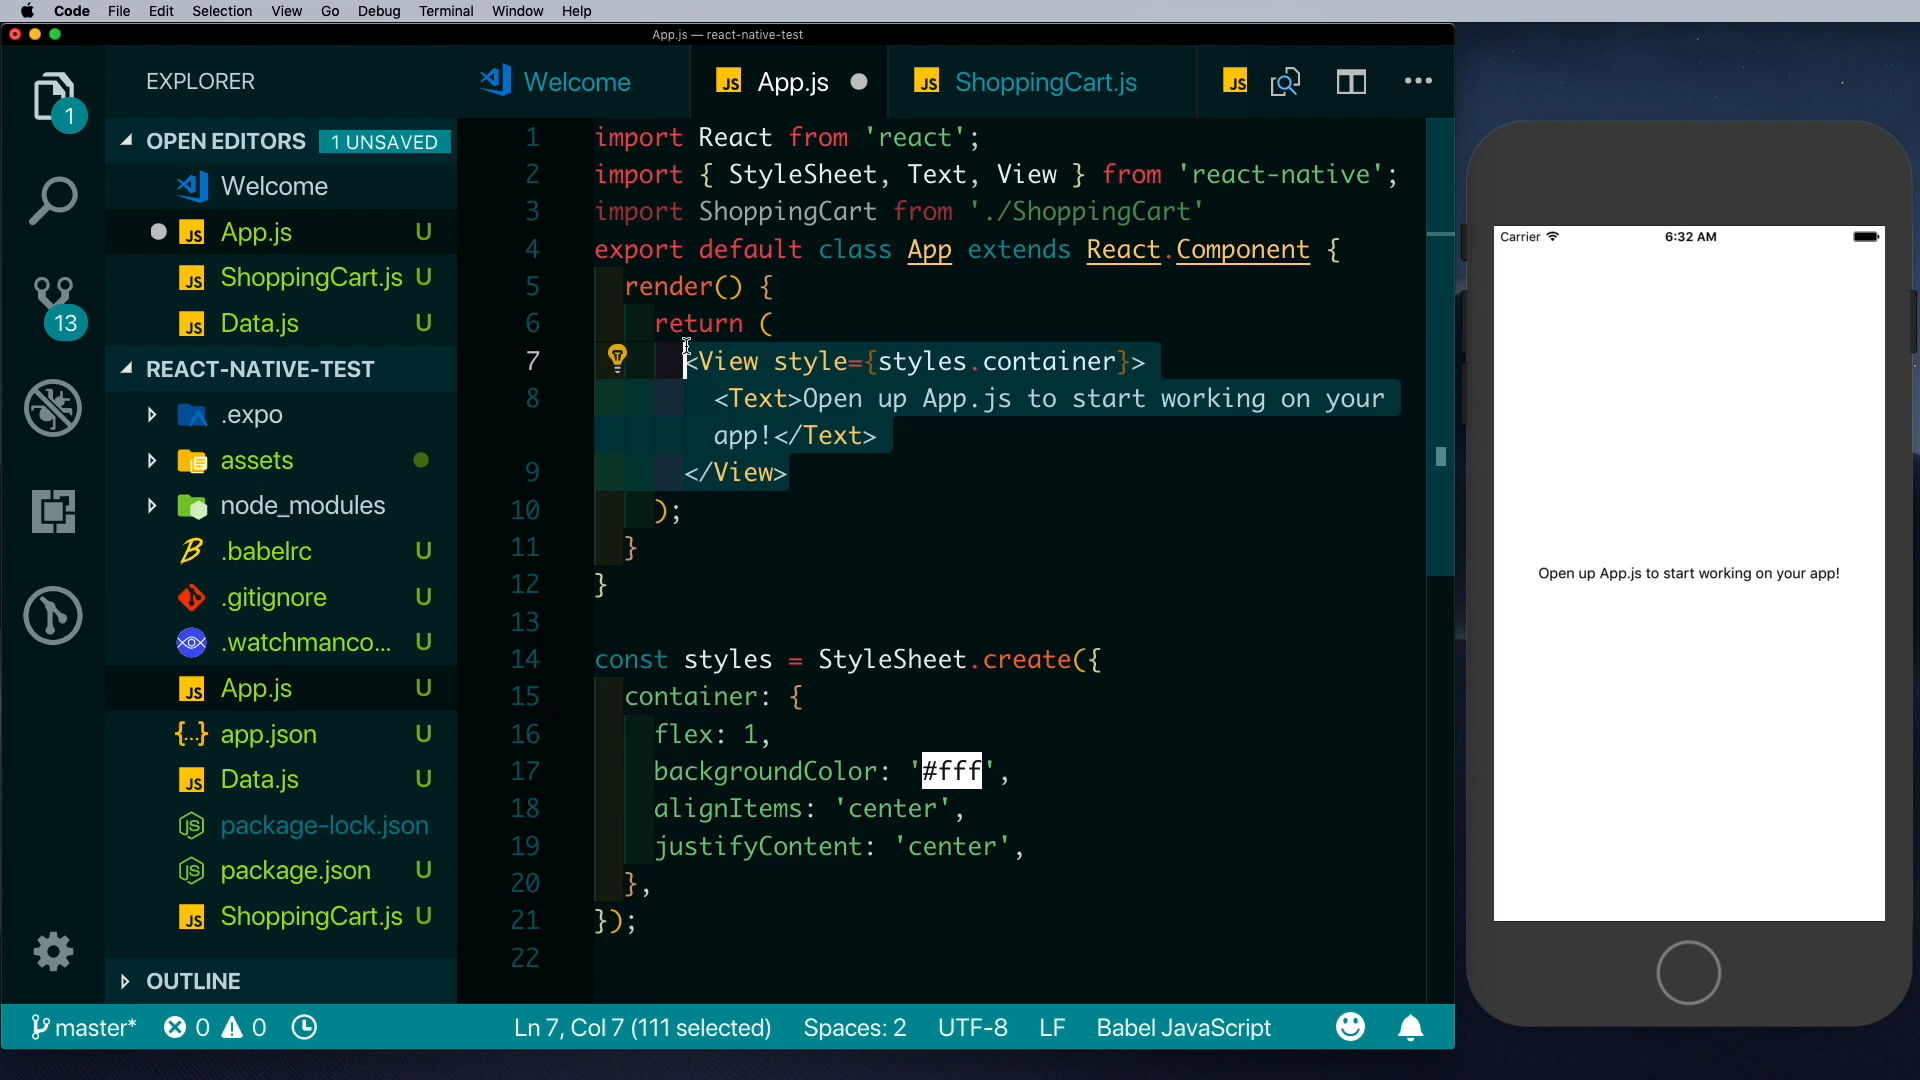 Code File Edit Selection View Go Debug Terminal Window Help
App.js — react-native-test
EXPLORER
Welcome
App.js
ShoppingCart.js
1
OPEN EDITORS
1 UNSAVED
Welcome
App.js U
ShoppingCart.js U
Data.js U
13
REACT-NATIVE-TEST
.expo
assets
node_modules
.babelrc U
.gitignore U
.watchmanco... U
App.js U
app.json U
Data.js U
package-lock.json
package.json U
ShoppingCart.js U
OUTLINE
1 import React from 'react';
2 import { StyleSheet, Text, View } from 'react-native';
3 import ShoppingCart from './ShoppingCart'
4 export default class App extends React.Component {
5 render() {
6 return (
7 <View style={styles.container}>
8 <Text>Open up App.js to start working on your
app!</Text>
9 </View>
10 );
11 }
12 }
13
14 const styles = StyleSheet.create({
15 container: {
16 flex: 1,
17 backgroundColor: '#fff',
18 alignItems: 'center',
19 justifyContent: 'center',
20 },
21 });
22
master* 0 0 Ln 7, Col 7 (111 selected) Spaces: 2 UTF-8 LF Babel JavaScript
Carrier 6:32 AM
Open up App.js to start working on your app!